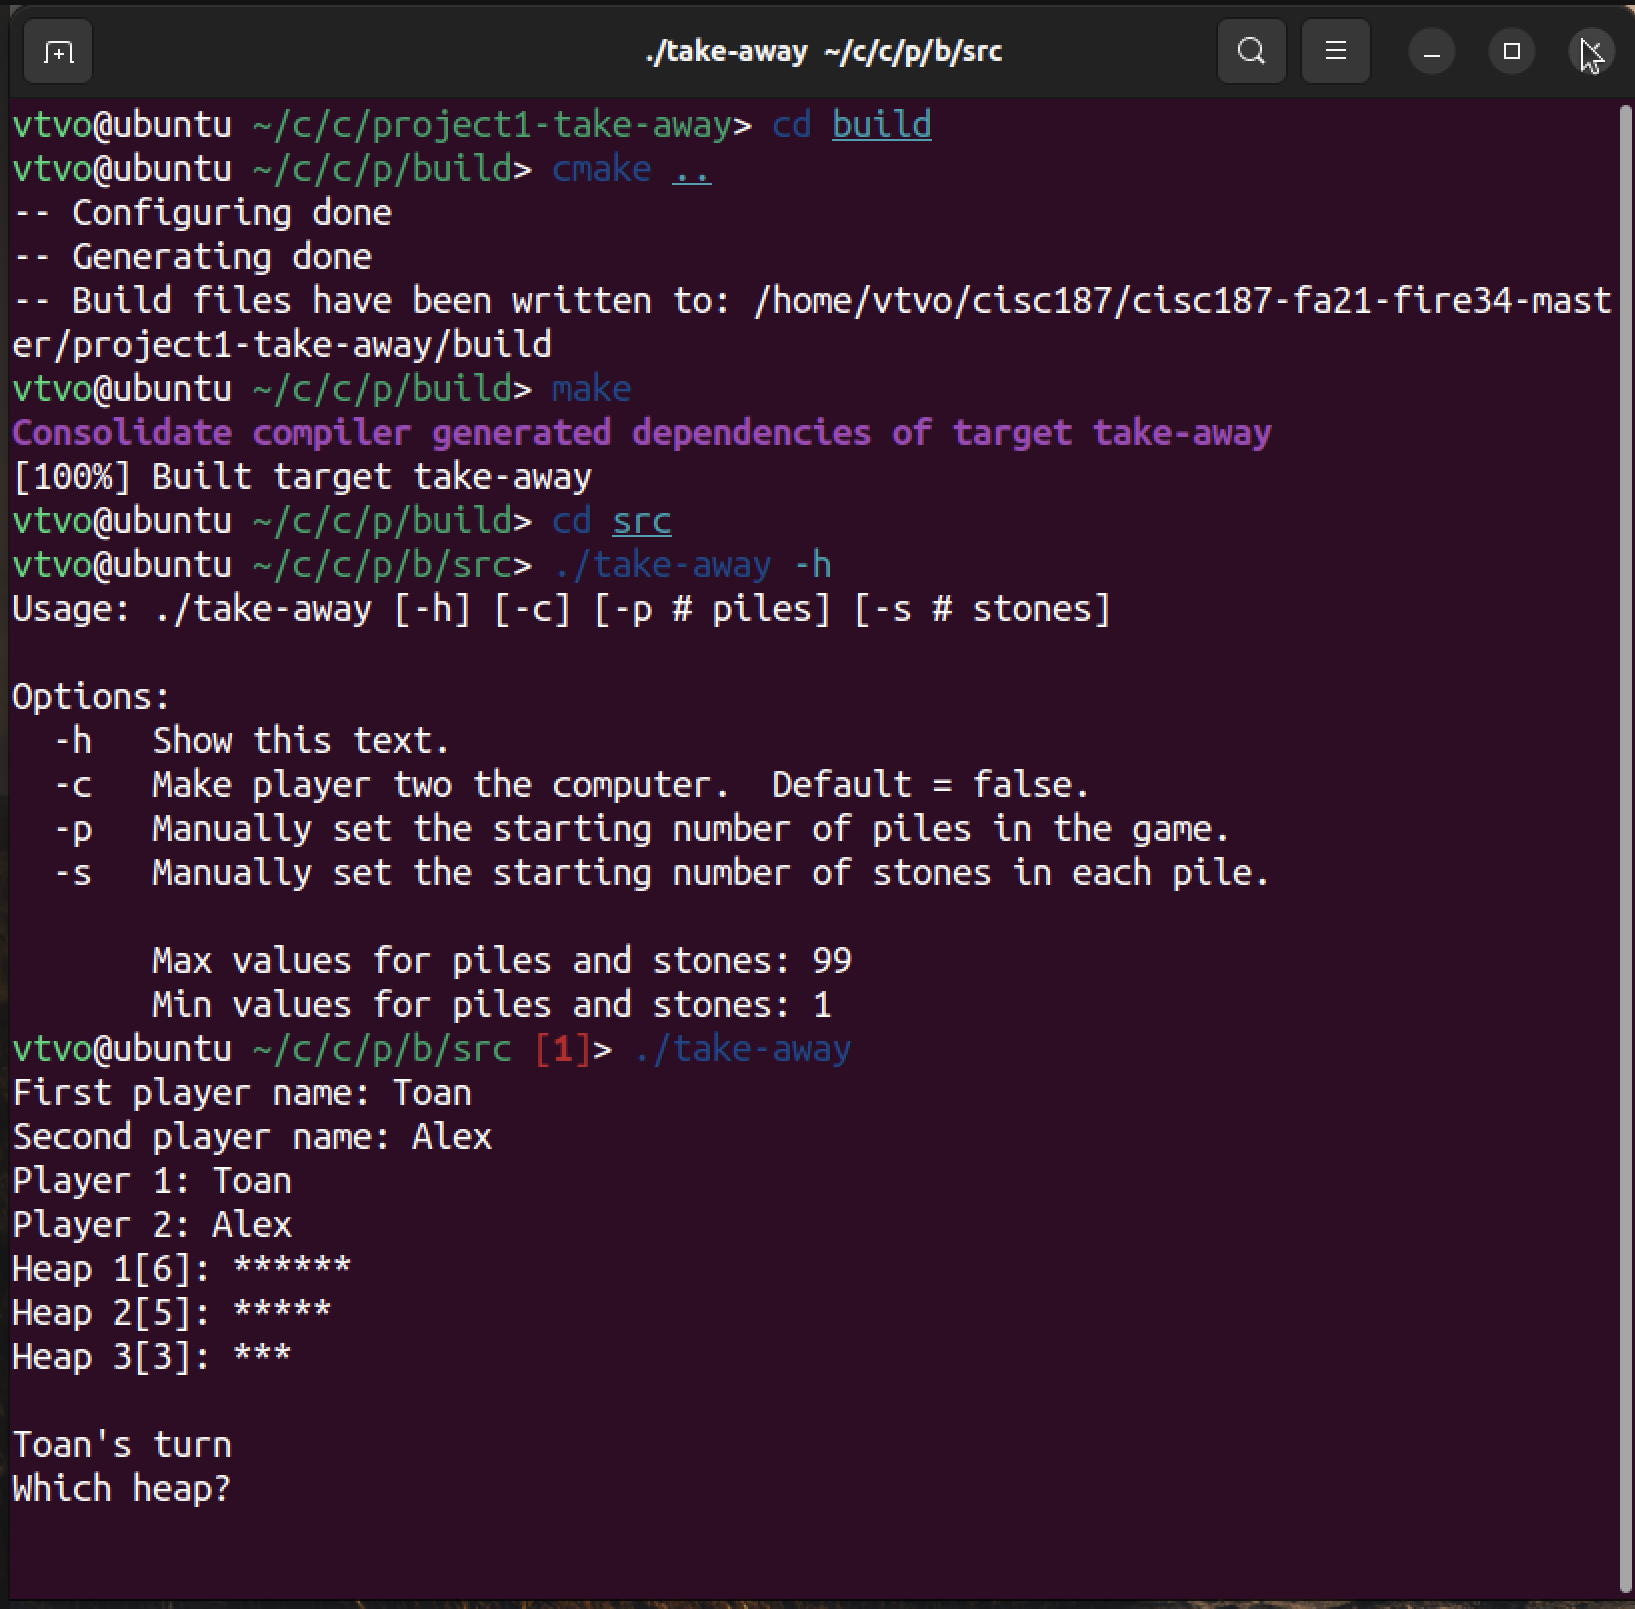 ./take-away ~/c/c/p/b/src
vtvo@ubuntu ~/c/c/project1-take-away> cd build
vtvo@ubuntu ~/c/c/p/build> cmake ..
-- Configuring done
-- Generating done
-- Build files have been written to: /home/vtvo/cisc187/cisc187-fa21-fire34-mast
er/project1-take-away/build
vtvo@ubuntu ~/c/c/p/build> make
Consolidate compiler generated dependencies of target take-away
[100%] Built target take-away
vtvo@ubuntu ~/c/c/p/build> cd src
vtvo@ubuntu ~/c/c/p/b/src> ./take-away -h
Usage: ./take-away [-h] [-c] [-p # piles] [-s # stones]

Options:
  -h   Show this text.
  -c   Make player two the computer.  Default = false.
  -p   Manually set the starting number of piles in the game.
  -s   Manually set the starting number of stones in each pile.

       Max values for piles and stones: 99
       Min values for piles and stones: 1
vtvo@ubuntu ~/c/c/p/b/src [1]> ./take-away
First player name: Toan
Second player name: Alex
Player 1: Toan
Player 2: Alex
Heap 1[6]: ******
Heap 2[5]: *****
Heap 3[3]: ***

Toan's turn
Which heap?